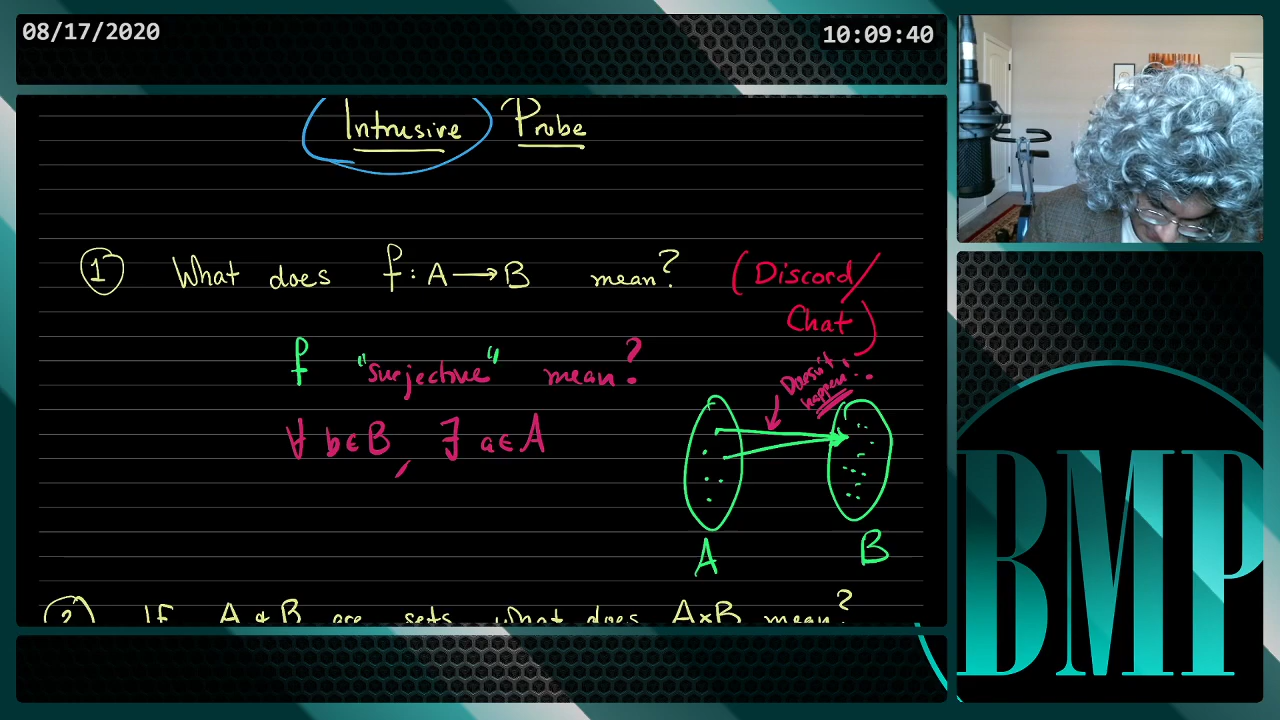 08/17/2020
10:09:40
Intrusive Probe
1 What does f: A → B mean? (Discord/
Chat)
f "surjective" mean?
Doesn't
happen...
∀ b∈B, ∃ a∈A
A
B
2 If A & B are sets what does A×B mean?
BMP